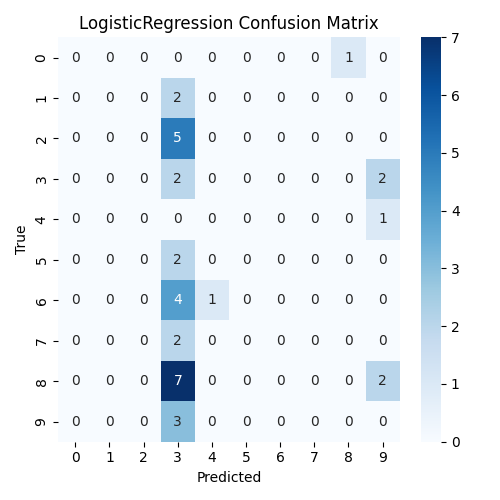 LogisticRegression Confusion Matrix
0 0 0 0 0 0 0 0 0 1 0
1 0 0 0 2 0 0 0 0 0 0
2 0 0 0 5 0 0 0 0 0 0
3 0 0 0 2 0 0 0 0 0 2
4 0 0 0 0 0 0 0 0 0 1
5 0 0 0 2 0 0 0 0 0 0
6 0 0 0 4 1 0 0 0 0 0
7 0 0 0 2 0 0 0 0 0 0
8 0 0 0 7 0 0 0 0 0 2
9 0 0 0 3 0 0 0 0 0 0
0 1 2 3 4 5 6 7 8 9
Predicted
True
7
6
5
4
3
2
1
0